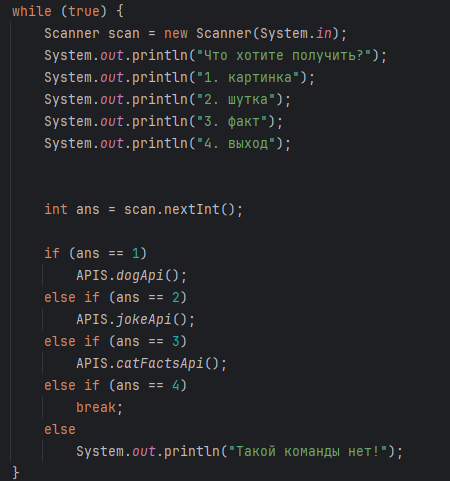 while (true) {
Scanner scan = new Scanner(System.in);
System.out.println("Что хотите получить?");
System.out.println("1. картинка");
System.out.println("2. шутка");
System.out.println("3. факт");
System.out.println("4. выход");
int ans = scan.nextInt();
if (ans == 1)
APIS.dogApi();
else if (ans == 2)
APIS.jokeApi();
else if (ans == 3)
APIS.catFactsApi();
else if (ans == 4)
break;
else
System.out.println("Такой команды нет!");
}